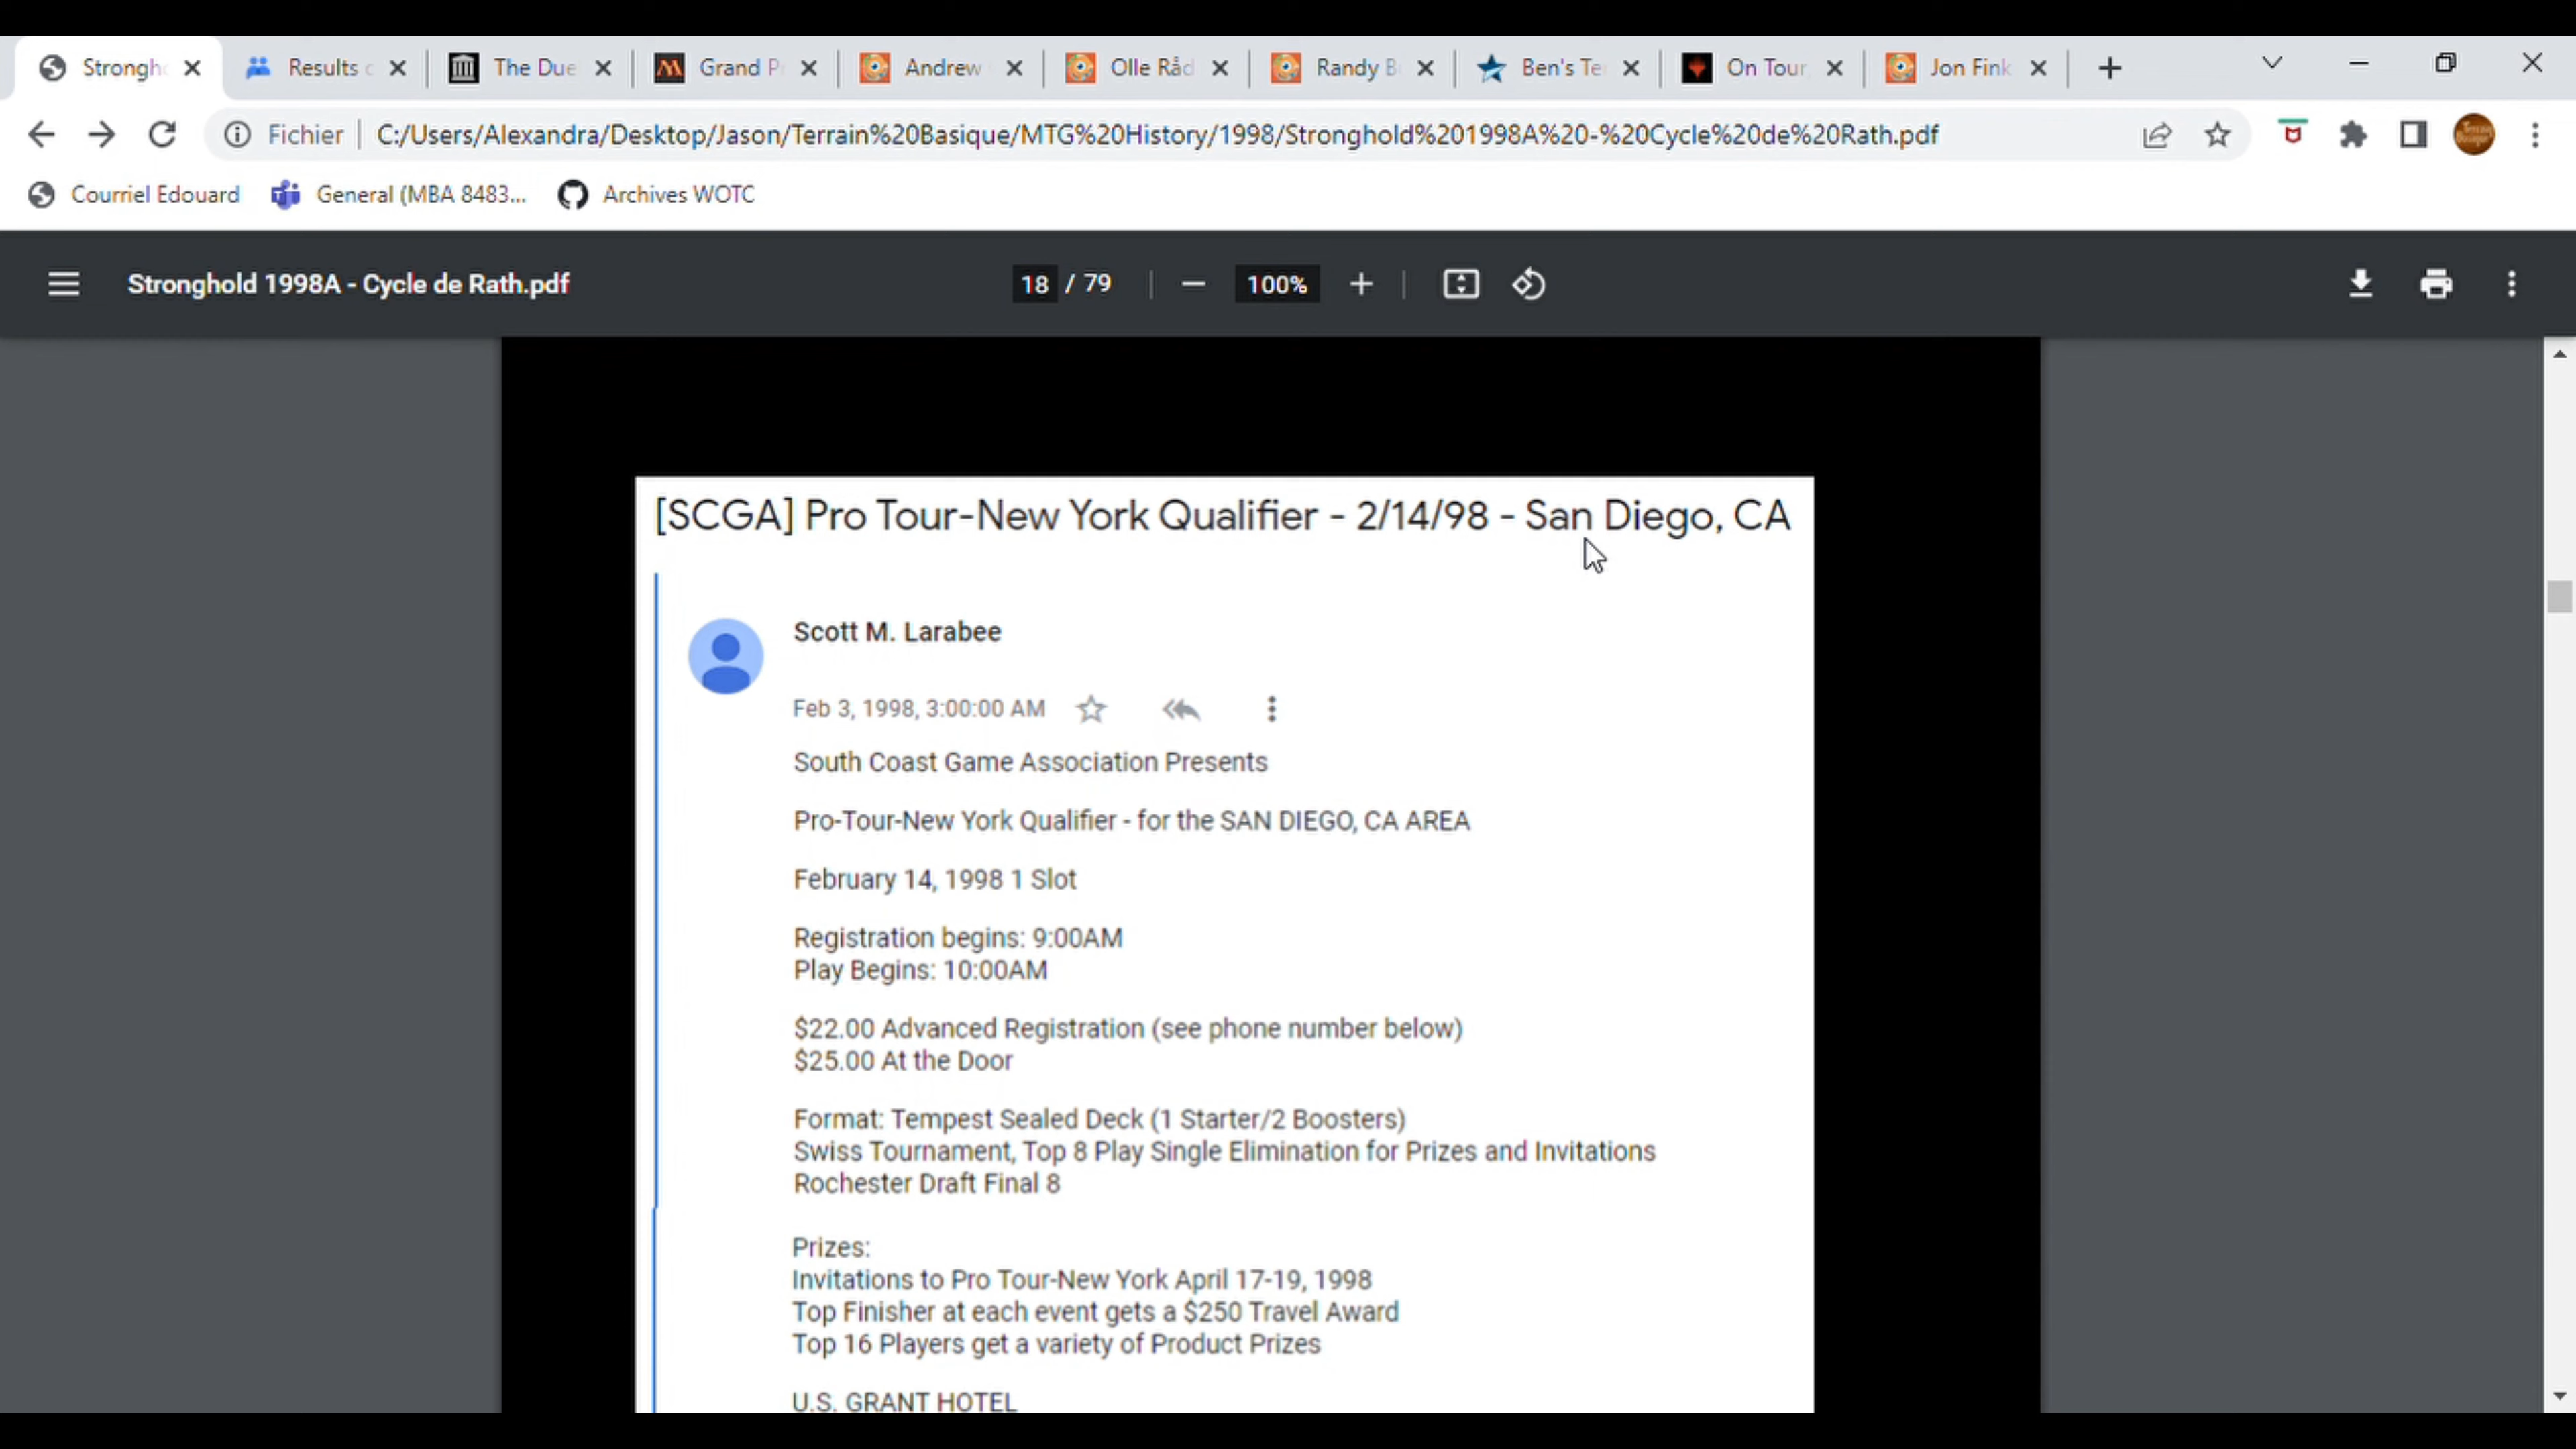 Strongh
Results c
The Due
Grand P
Andrew
Olle Råd
Randy B
Ben's Te
On Tour
Jon Fink
Fichier
C:/Users/Alexandra/Desktop/Jason/Terrain%20Basique/MTG%20History/1998/Stronghold%201998A%20-%20Cycle%20de%20Rath.pdf
Courriel Edouard
General (MBA 8483...
Archives WOTC
Stronghold 1998A - Cycle de Rath.pdf
18 / 79
100%
[SCGA] Pro Tour-New York Qualifier - 2/14/98 - San Diego, CA
Scott M. Larabee
Feb 3, 1998, 3:00:00 AM
South Coast Game Association Presents
Pro-Tour-New York Qualifier - for the SAN DIEGO, CA AREA
February 14, 1998 1 Slot
Registration begins: 9:00AM
Play Begins: 10:00AM
$22.00 Advanced Registration (see phone number below)
$25.00 At the Door
Format: Tempest Sealed Deck (1 Starter/2 Boosters)
Swiss Tournament, Top 8 Play Single Elimination for Prizes and Invitations
Rochester Draft Final 8
Prizes:
Invitations to Pro Tour-New York April 17-19, 1998
Top Finisher at each event gets a $250 Travel Award
Top 16 Players get a variety of Product Prizes
U.S. GRANT HOTEL